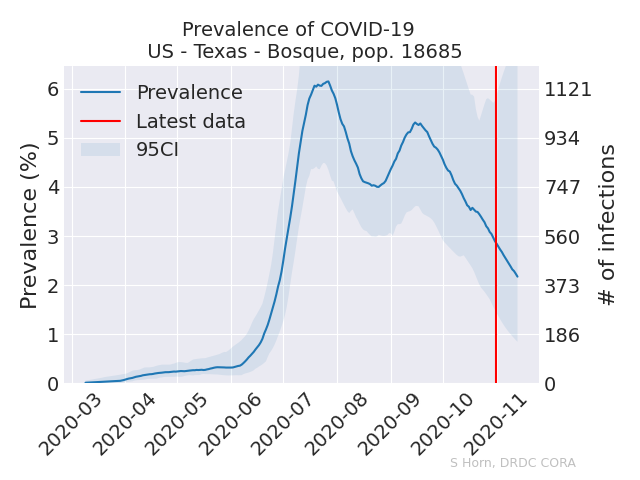 Prevalence of COVID-19
US - Texas - Bosque, pop. 18685
Prevalence (%)
6
5
4
3
2
1
0
Prevalence
Latest data
95CI
1121
934
747
560
373
186
0
# of infections
2020-03
2020-04
2020-05
2020-06
2020-07
2020-08
2020-09
2020-10
2020-11
S Horn, DRDC CORA